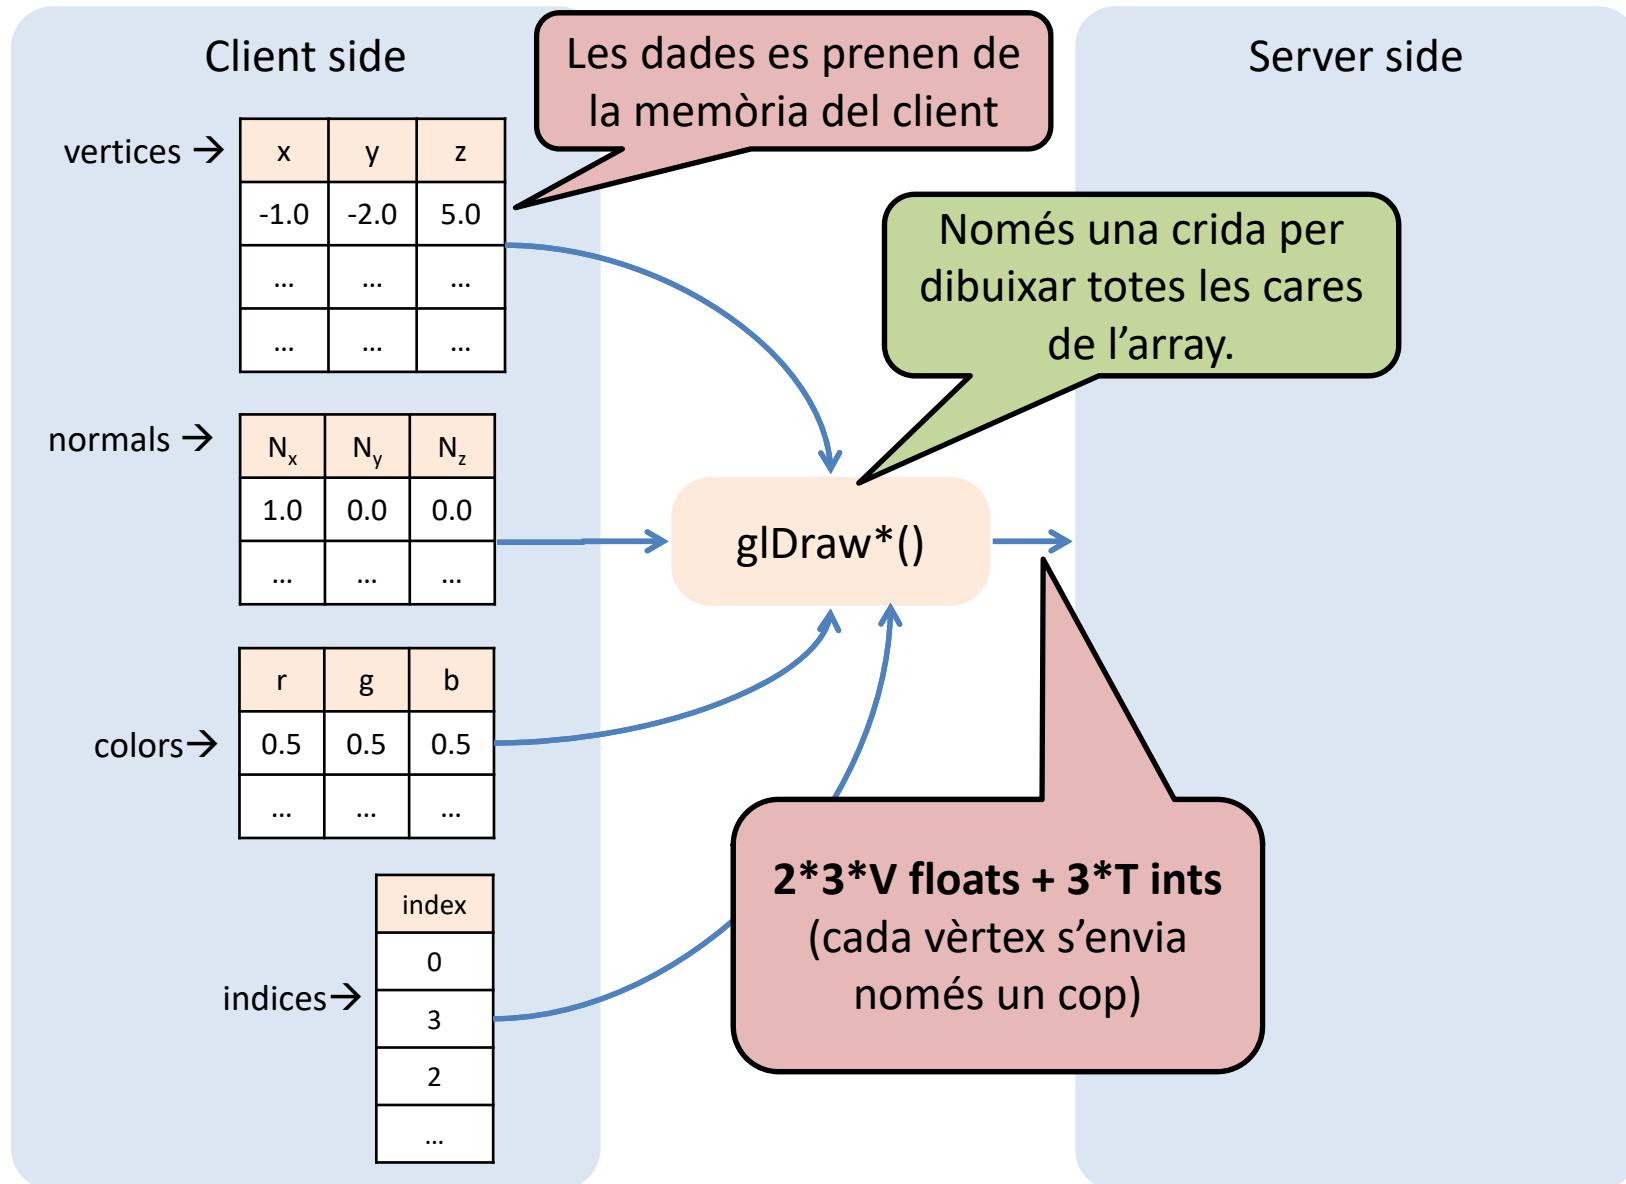 Client side
Les dades es prenen de
la memòria del client
Server side
vertices →
x y z
-1.0 -2.0 5.0
... ... ...
... ... ...
Només una crida per
dibuixar totes les cares
de l’array.
normals →
Nx Ny Nz
1.0 0.0 0.0
... ... ...
glDraw*()
colors→
r g b
0.5 0.5 0.5
... ... ...
2*3*V floats + 3*T ints
(cada vèrtex s’envia
només un cop)
indices→
index
0
3
2
...